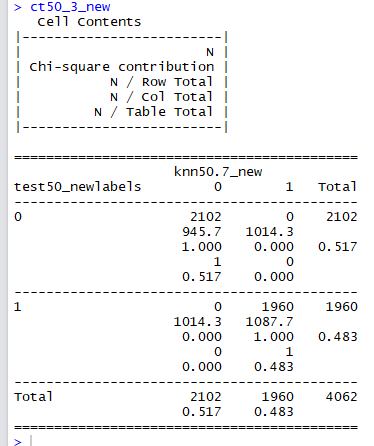 > ct50_3_new
   Cell Contents
|-------------------------|
|                       N |
| Chi-square contribution |
|           N / Row Total |
|           N / Col Total |
|         N / Table Total |
|-------------------------|

===========================================
                    knn50.7_new
test50_newlabels         0        1   Total
-------------------------------------------
0                     2102        0    2102
                     945.7   1014.3
                     1.000    0.000   0.517
                         1        0
                     0.517    0.000
-------------------------------------------
1                        0     1960    1960
                    1014.3   1087.7
                     0.000    1.000   0.483
                         0        1
                     0.000    0.483
-------------------------------------------
Total                 2102     1960    4062
                     0.517    0.483
===========================================
>